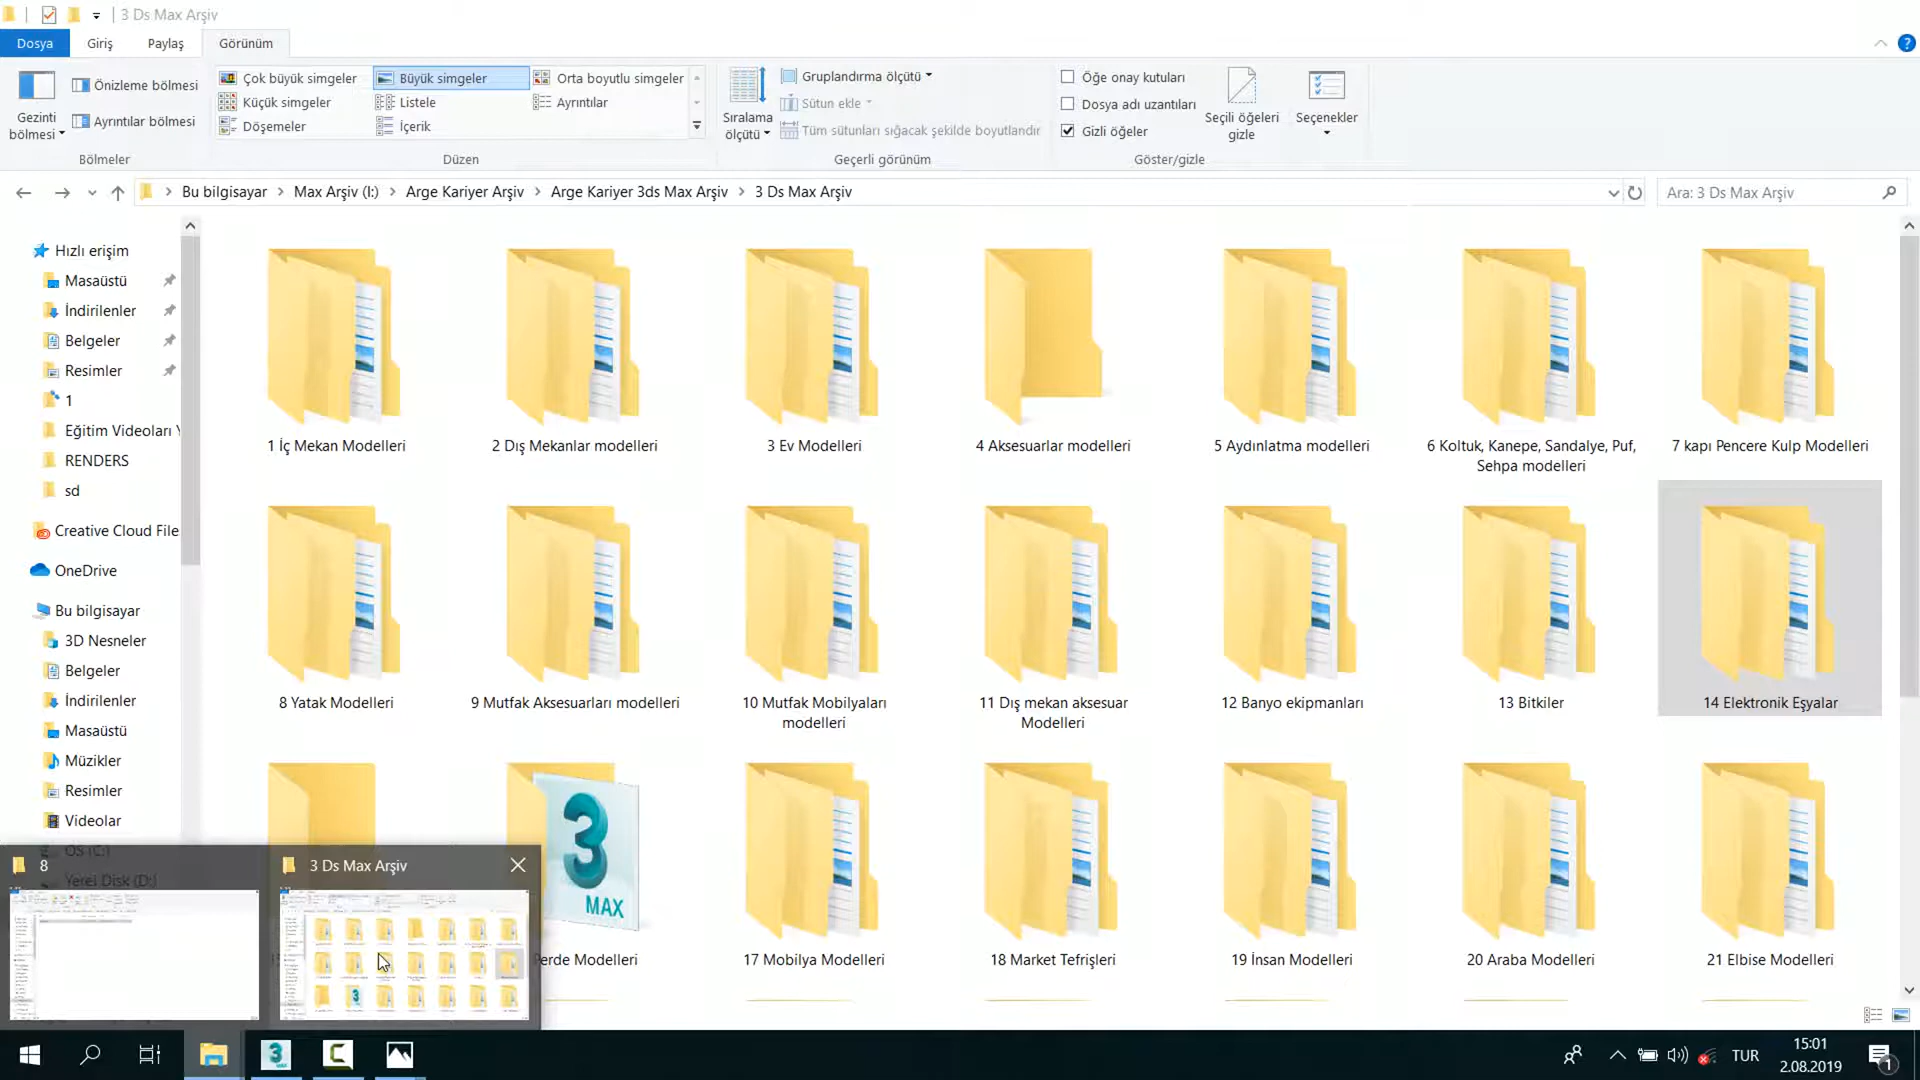 3 Ds Max Arşiv
Dosya
Giriş
Paylaş
Görünüm
Gezinti bölmesi
Önizleme bölmesi
Ayrıntılar bölmesi
Bölmeler
Çok büyük simgeler
Büyük simgeler
Orta boyutlu simgeler
Küçük simgeler
Listele
Ayrıntılar
Döşemeler
İçerik
Düzen
Sıralama ölçütü
Gruplandırma ölçütü
Sütun ekle
Tüm sütunları sığacak şekilde boyutlandır
Geçerli görünüm
Öğe onay kutuları
Dosya adı uzantıları
Gizli öğeler
Seçili öğeleri gizle
Seçenekler
Göster/gizle
Bu bilgisayar
Max Arşiv (I:)
Arge Kariyer Arşiv
Arge Kariyer 3ds Max Arşiv
3 Ds Max Arşiv
Ara: 3 Ds Max Arşiv
Hızlı erişim
Masaüstü
İndirilenler
Belgeler
Resimler
1
Eğitim Videoları
RENDERS
sd
Creative Cloud File
OneDrive
Bu bilgisayar
3D Nesneler
Belgeler
İndirilenler
Masaüstü
Müzikler
Resimler
Videolar
OS (C:)
Yerel Disk (D:)
1 İç Mekan Modelleri
2 Dış Mekanlar modelleri
3 Ev Modelleri
4 Aksesuarlar modelleri
5 Aydınlatma modelleri
6 Koltuk, Kanepe, Sandalye, Puf,
Sehpa modelleri
7 kapı Pencere Kulp Modelleri
8 Yatak Modelleri
9 Mutfak Aksesuarları modelleri
10 Mutfak Mobilyaları
modelleri
11 Dış mekan aksesuar
Modelleri
12 Banyo ekipmanları
13 Bitkiler
14 Elektronik Eşyalar
3
MAX
Perde Modelleri
17 Mobilya Modelleri
18 Market Tefrişleri
19 İnsan Modelleri
20 Araba Modelleri
21 Elbise Modelleri
8
3 Ds Max Arşiv
TUR
15:01
2.08.2019
1